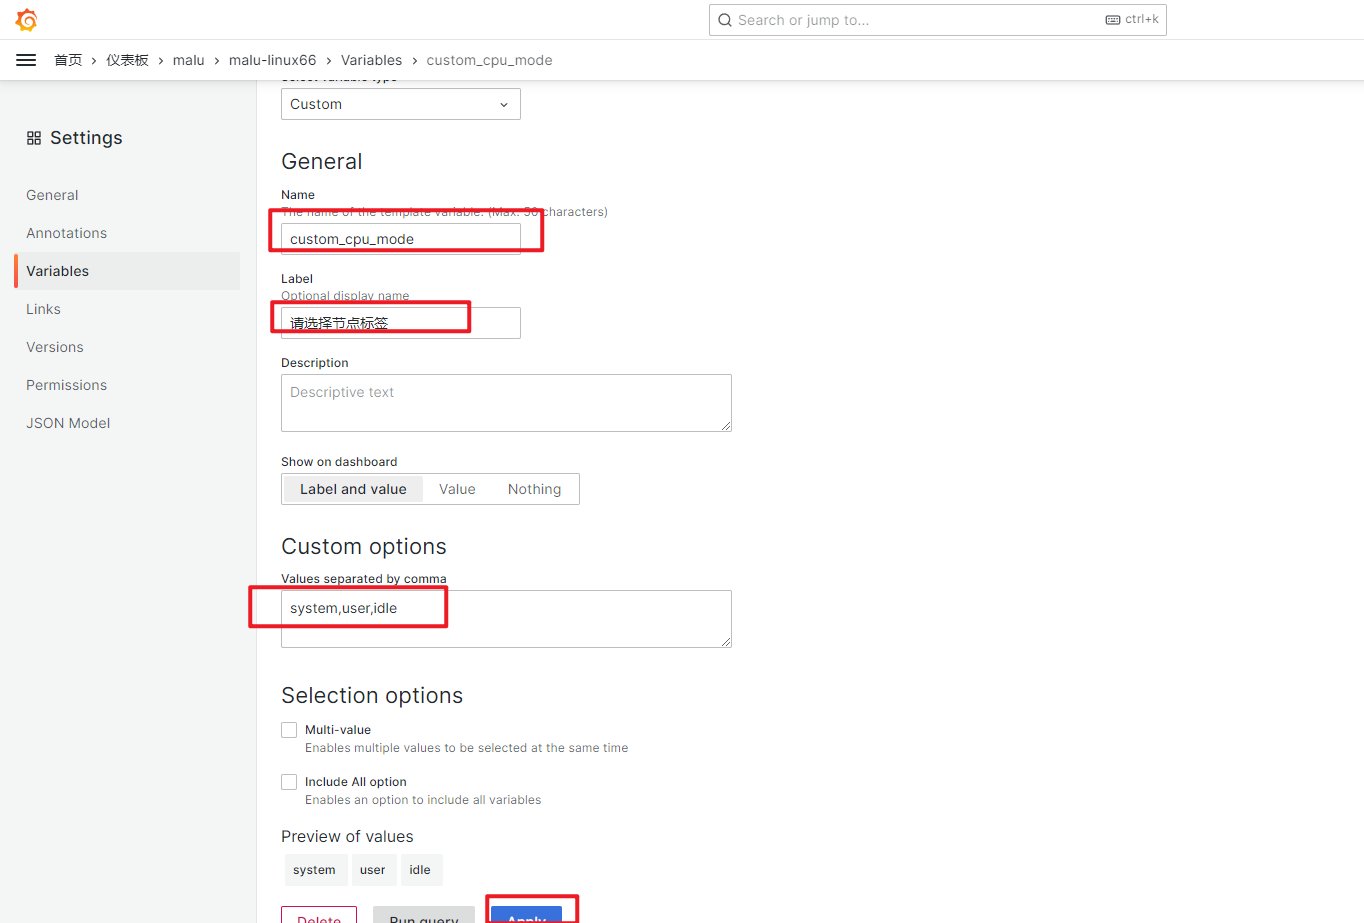 Search or jump to...
ctrl+k
首页 › 仪表板 › malu › malu-linux66 › Variables › custom_cpu_mode
Select variable type
Custom
Settings
General
Annotations
Variables
Links
Versions
Permissions
JSON Model
General
Name
The name of the template variable. (Max. 50 characters)
custom_cpu_mode
Label
Optional display name
请选择节点标签
Description
Descriptive text
Show on dashboard
Label and value
Value
Nothing
Custom options
Values separated by comma
system,user,idle
Selection options
Multi-value
Enables multiple values to be selected at the same time
Include All option
Enables an option to include all variables
Preview of values
system
user
idle
Delete
Run query
Apply